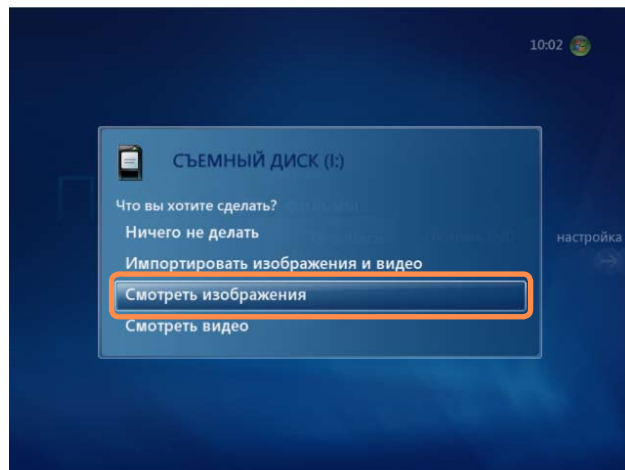 10:02
СЪЕМНЫЙ ДИСК (I:)
Что вы хотите сделать?
Ничего не делать
Импортировать изображения и видео
настройка
Смотреть изображения
Смотреть видео